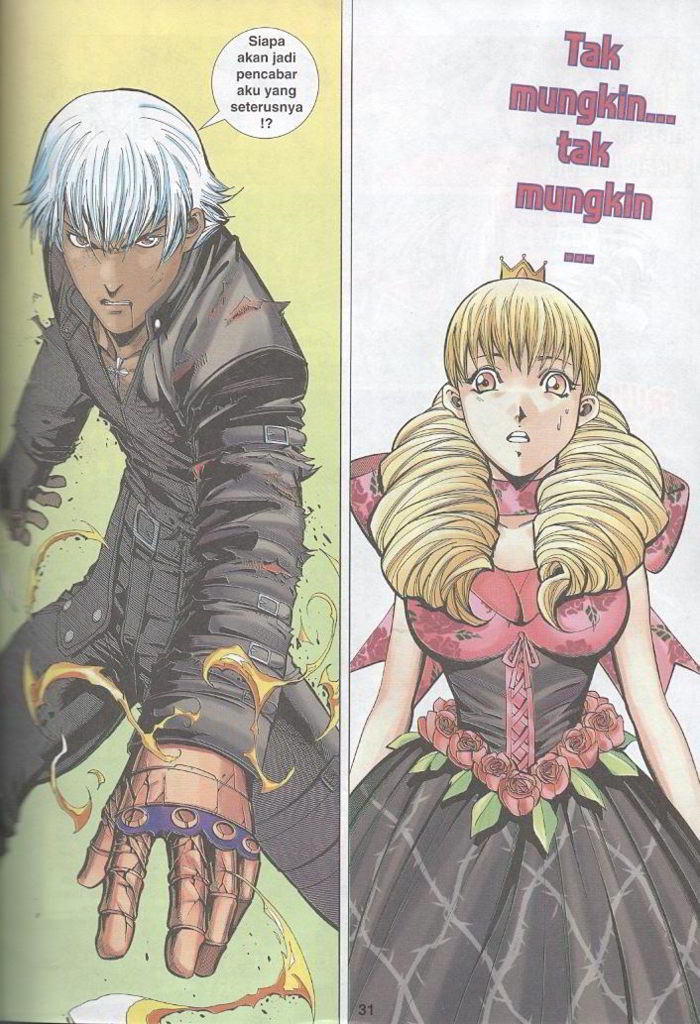 Siapa
akan jadi
pencabar
aku yang
seterusnya
!?
Tak
mungkin...
tak
mungkin
...
31